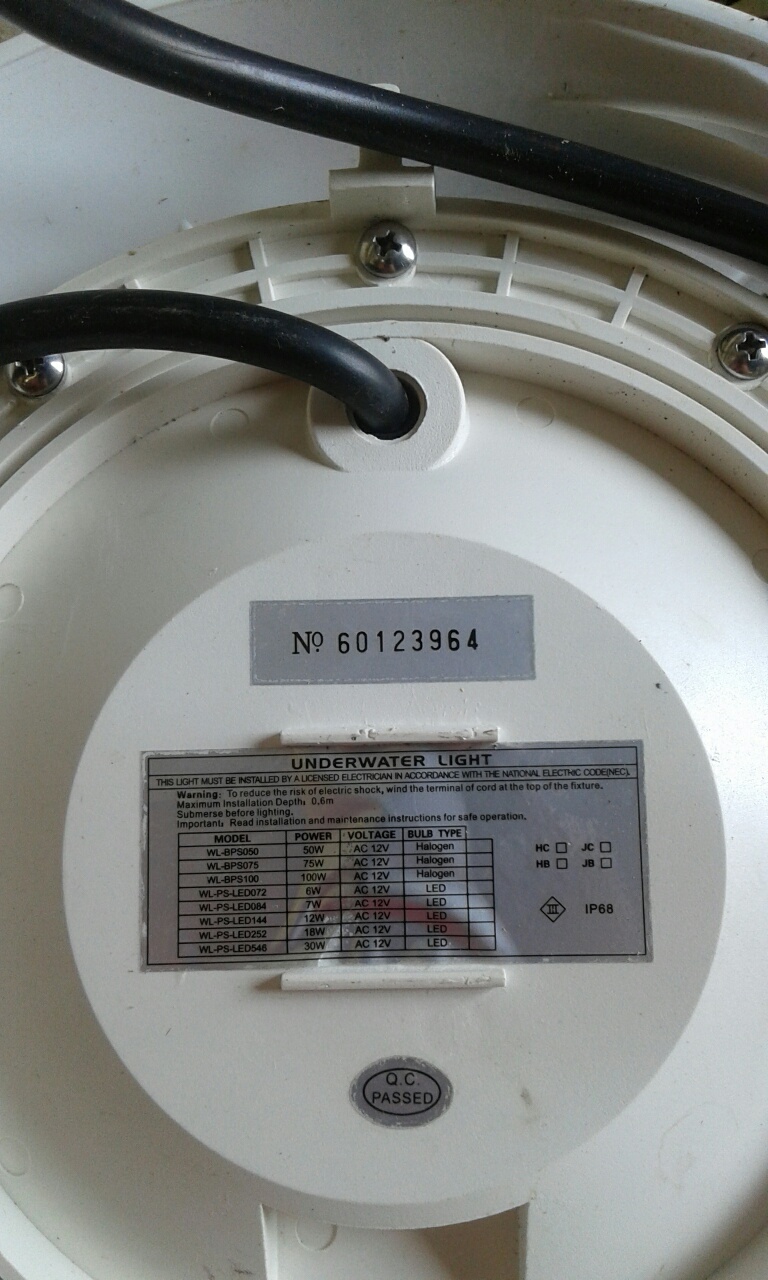 Nº 60123964
UNDERWATER LIGHT
THIS LIGHT MUST BE INSTALLED BY A LICENSED ELECTRICIAN IN ACCORDANCE WITH THE NATIONAL ELECTRIC CODE(NEC).
Warning: To reduce the risk of electric shock, wind the terminal of cord at the top of the fixture.
Maximum Installation Depth: 0.6m
Submerse before lighting.
Important: Read installation and maintenance instructions for safe operation.
MODEL POWER VOLTAGE BULB TYPE
WL-BPS050 50W AC 12V Halogen
WL-BPS075 75W AC 12V Halogen
WL-BPS100 100W AC 12V Halogen
WL-PS-LED072 6W AC 12V LED
WL-PS-LED084 7W AC 12V LED
WL-PS-LED144 12W AC 12V LED
WL-PS-LED252 18W AC 12V LED
WL-PS-LED546 30W AC 12V LED
HC □ JC □
HB □ JB □
III IP68
Q.C.
PASSED